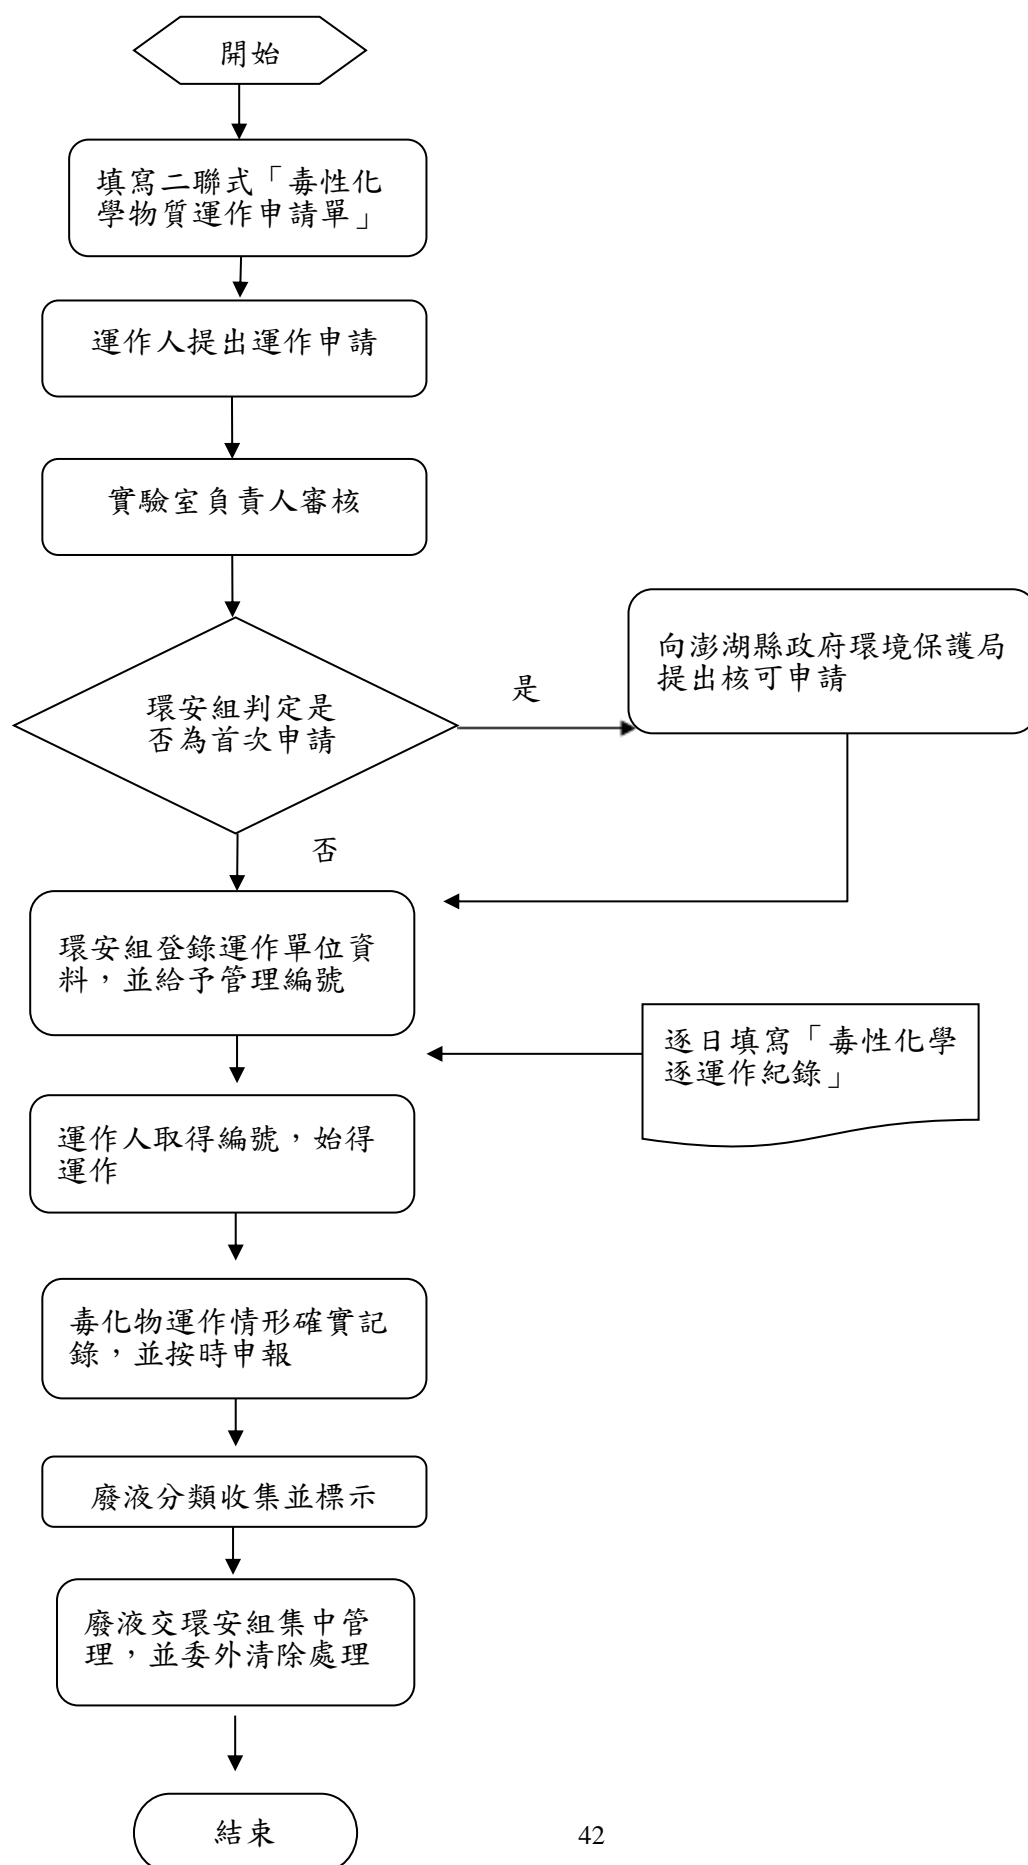 開始
填寫二聯式「毒性化
學物質運作申請單」
運作人提出運作申請
實驗室負責人審核
環安組判定是
否為首次申請
是
向澎湖縣政府環境保護局
提出核可申請
否
環安組登錄運作單位資
料，並給予管理編號
逐日填寫「毒性化學
逐運作紀錄」
運作人取得編號，始得
運作
毒化物運作情形確實記
錄，並按時申報
廢液分類收集並標示
廢液交環安組集中管
理，並委外清除處理
結束
42